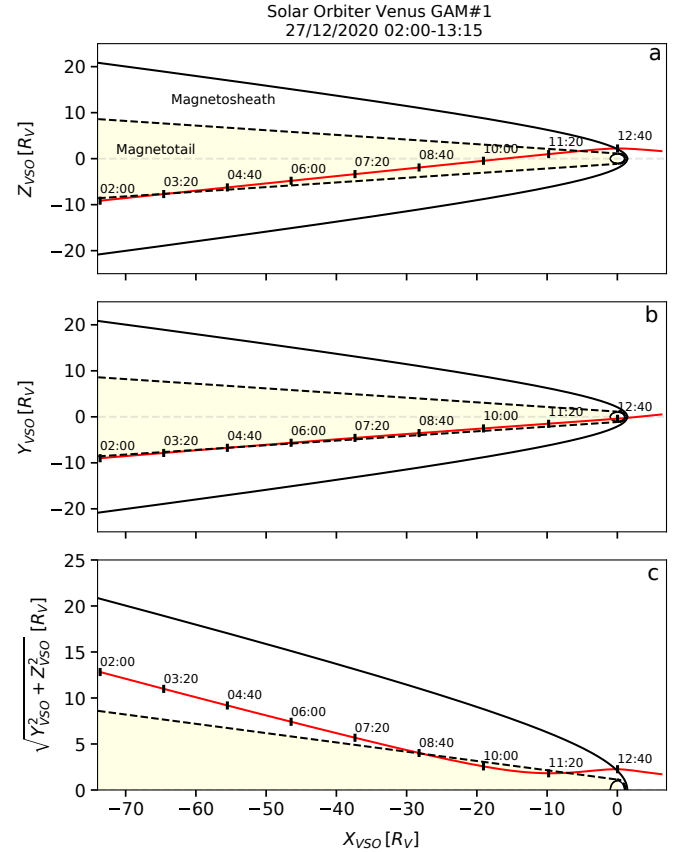 Solar Orbiter Venus GAM#1
27/12/2020 02:00-13:15
a
Z_VSO [R_V]
20
10
0
−10
−20
Magnetosheath
Magnetotail
02:00 03:20 04:40 06:00 07:20 08:40 10:00 11:20 12:40
b
Y_VSO [R_V]
20
10
0
−10
−20
02:00 03:20 04:40 06:00 07:20 08:40 10:00 11:20 12:40
c
√Y²_VSO + Z²_VSO [R_V]
25
20
15
10
5
0
02:00 03:20 04:40 06:00 07:20 08:40 10:00 11:20 12:40
−70 −60 −50 −40 −30 −20 −10 0
X_VSO [R_V]